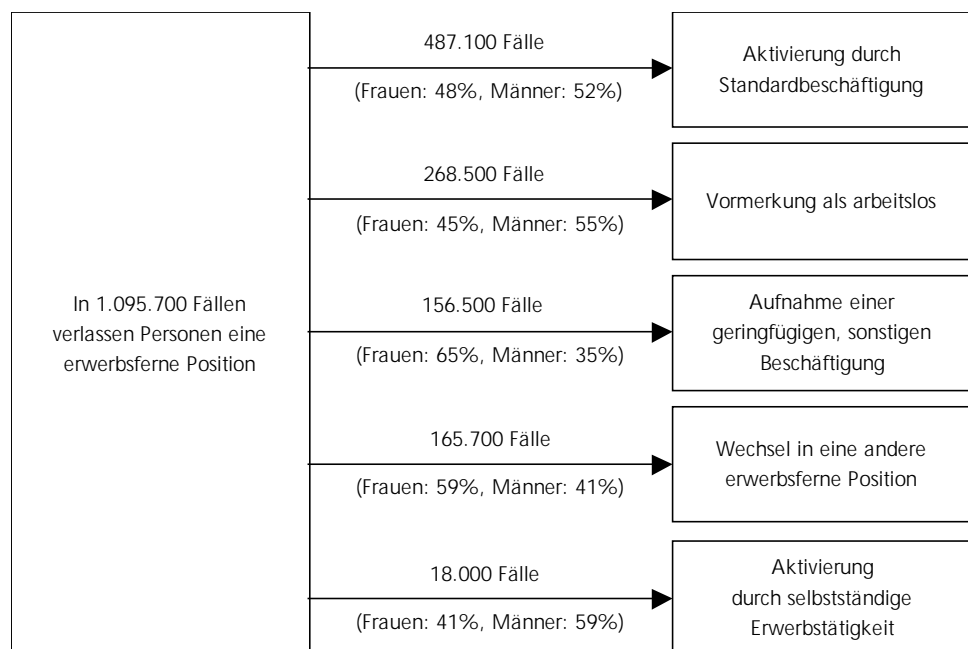 In 1.095.700 Fällen
verlassen Personen eine
erwerbsferne Position
487.100 Fälle
(Frauen: 48%, Männer: 52%)
Aktivierung durch
Standardbeschäftigung
268.500 Fälle
(Frauen: 45%, Männer: 55%)
Vormerkung als arbeitslos
156.500 Fälle
(Frauen: 65%, Männer: 35%)
Aufnahme einer
geringfügigen, sonstigen
Beschäftigung
165.700 Fälle
(Frauen: 59%, Männer: 41%)
Wechsel in eine andere
erwerbsferne Position
18.000 Fälle
(Frauen: 41%, Männer: 59%)
Aktivierung
durch selbstständige
Erwerbstätigkeit